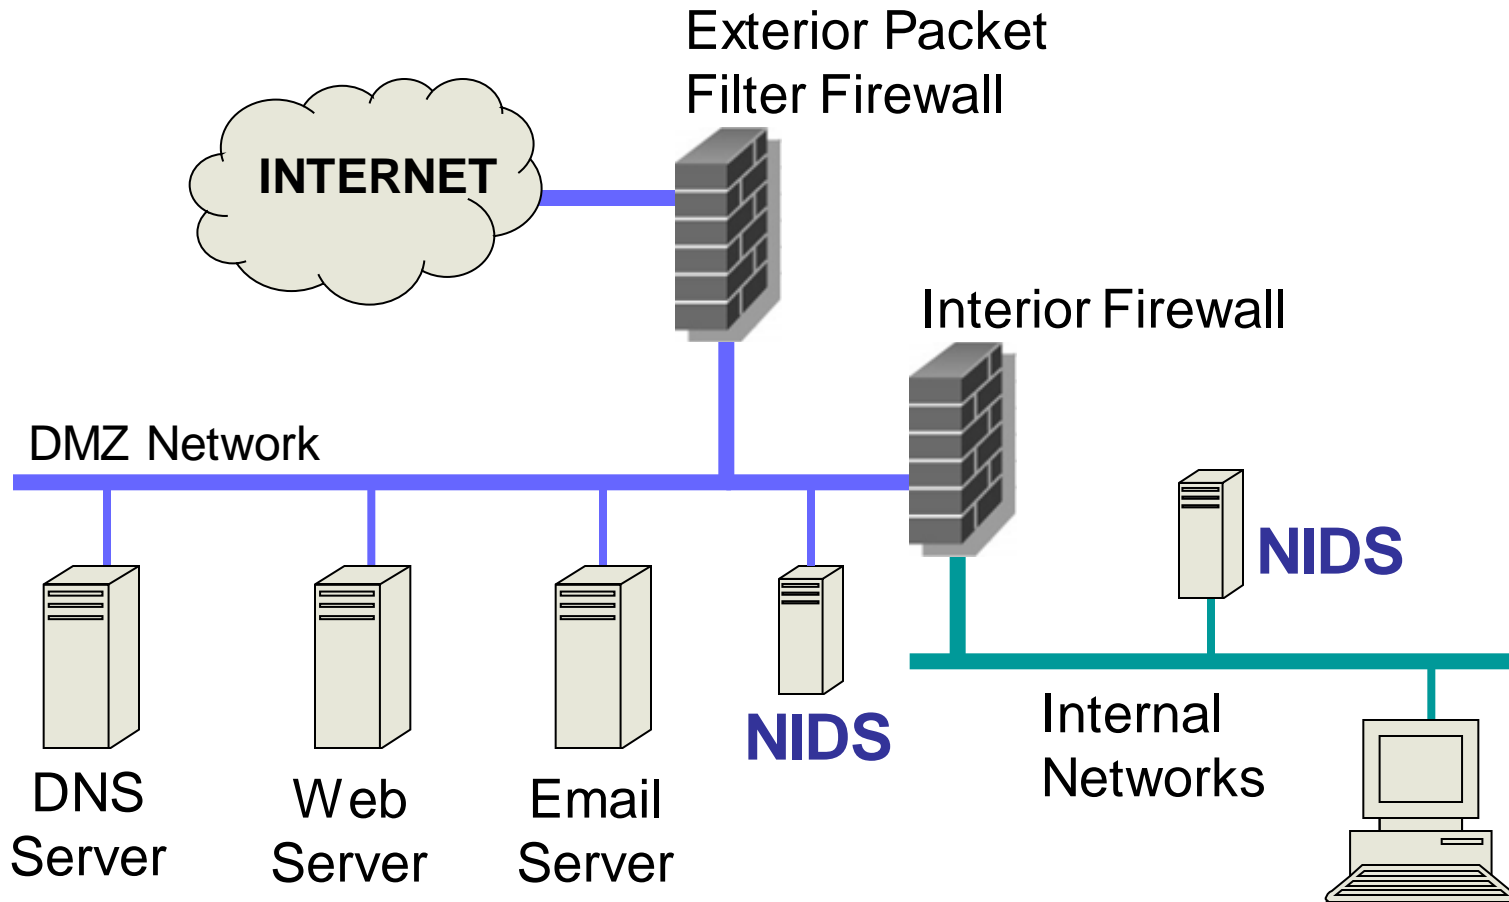 Exterior Packet
Filter Firewall
INTERNET
Interior Firewall
DMZ Network
NIDS
NIDS
Internal
Networks
DNS
Server
Web
Server
Email
Server